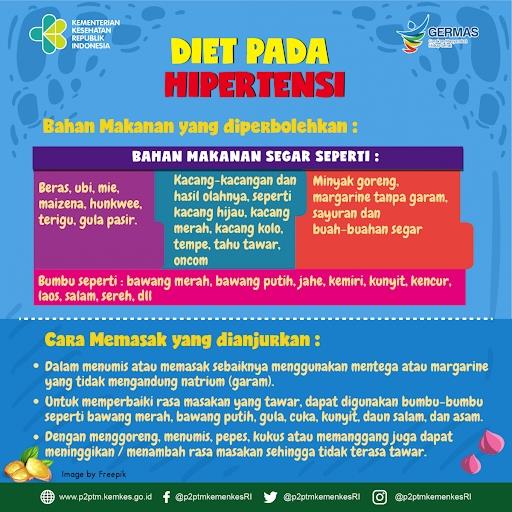 KEMENTERIAN
KESEHATAN
REPUBLIK
INDONESIA
GERMAS
DIET PADA
HIPERTENSI
Bahan Makanan yang diperbolehkan :
BAHAN MAKANAN SEGAR SEPERTI :
Beras, ubi, mie,
maizena, hunkwee,
terigu, gula pasir.
Kacang-kacangan dan
hasil olahnya, seperti
kacang hijau, kacang
merah, kacang kolo,
tempe, tahu tawar,
oncom
Minyak goreng,
margarine tanpa garam,
sayuran dan
buah-buahan segar
Bumbu seperti : bawang merah, bawang putih, jahe, kemiri, kunyit, kencur,
laos, salam, sereh, dll
Cara Memasak yang dianjurkan :
• Dalam menumis atau memasak sebaiknya menggunakan mentega atau margarine
yang tidak mengandung natrium (garam).
• Untuk memperbaiki rasa masakan yang tawar, dapat digunakan bumbu-bumbu
seperti bawang merah, bawang putih, gula, cuka, kunyit, daun salam, dan asam.
• Dengan menggoreng, menumis, pepes, kukus atau memanggang juga dapat
meninggikan / menambah rasa masakan sehingga tidak terasa tawar.
Image by Freepik
www.p2ptm.kemkes.go.id
@p2ptmkemenkesRI
@p2ptmkemenkesRI
@p2ptmkemenkesRI